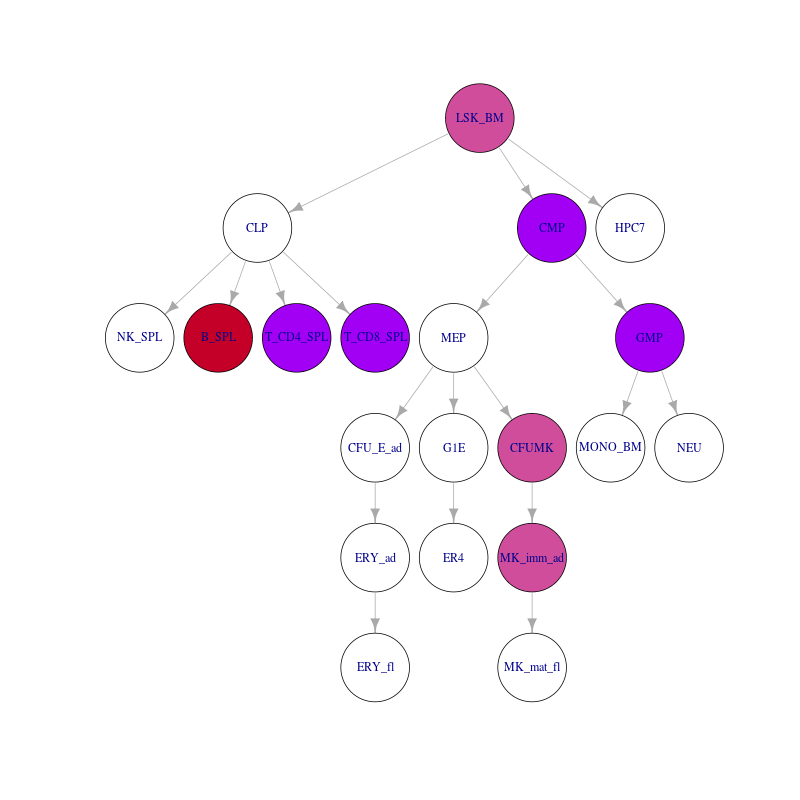 LSK_BM
CLP
CMP
HPC7
NK_SPL
B_SPL
T_CD4_SPL
T_CD8_SPL
MEP
GMP
CFU_E_ad
G1E
CFUMK
MONO_BM
NEU
ERY_ad
ER4
MK_imm_ad
ERY_fl
MK_mat_fl